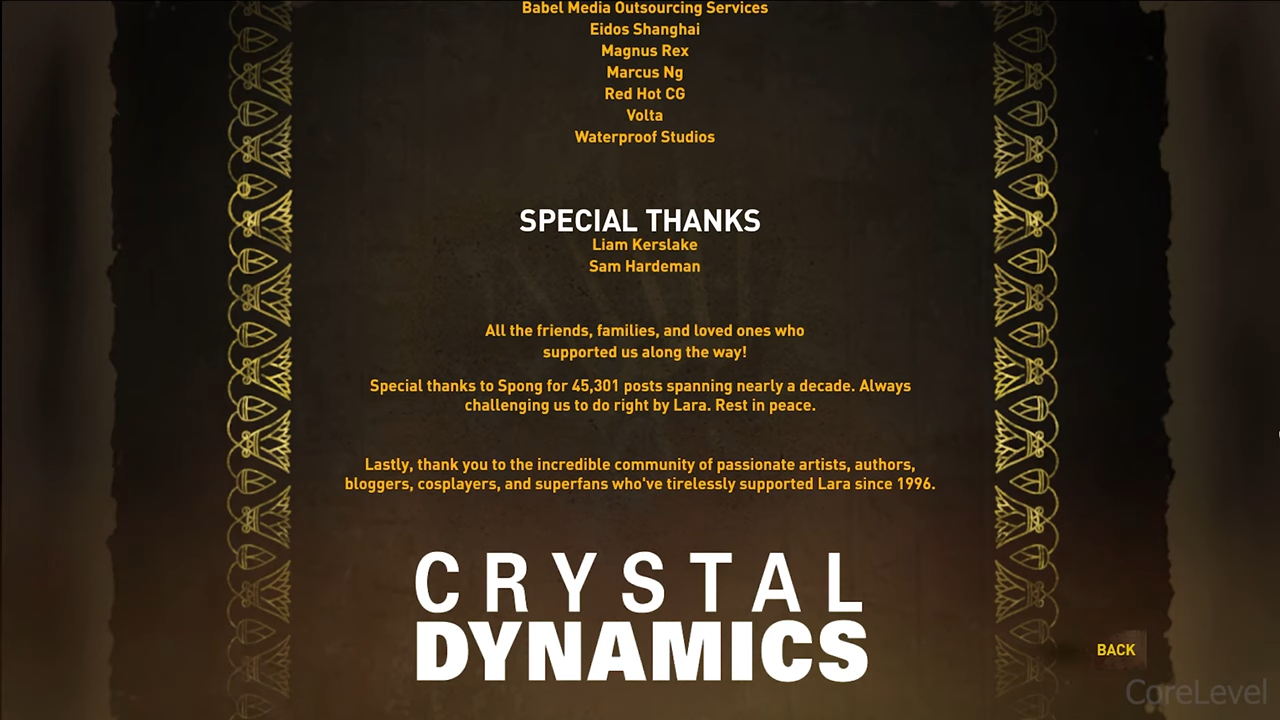 Babel Media Outsourcing Services
Eidos Shanghai
Magnus Rex
Marcus Ng
Red Hot CG
Volta
Waterproof Studios
SPECIAL THANKS
Liam Kerslake
Sam Hardeman
All the friends, families, and loved ones who
supported us along the way!
Special thanks to Spong for 45,301 posts spanning nearly a decade. Always
challenging us to do right by Lara. Rest in peace.
Lastly, thank you to the incredible community of passionate artists, authors,
bloggers, cosplayers, and superfans who've tirelessly supported Lara since 1996.
CRYSTAL
DYNAMICS
BACK
CoreLevel